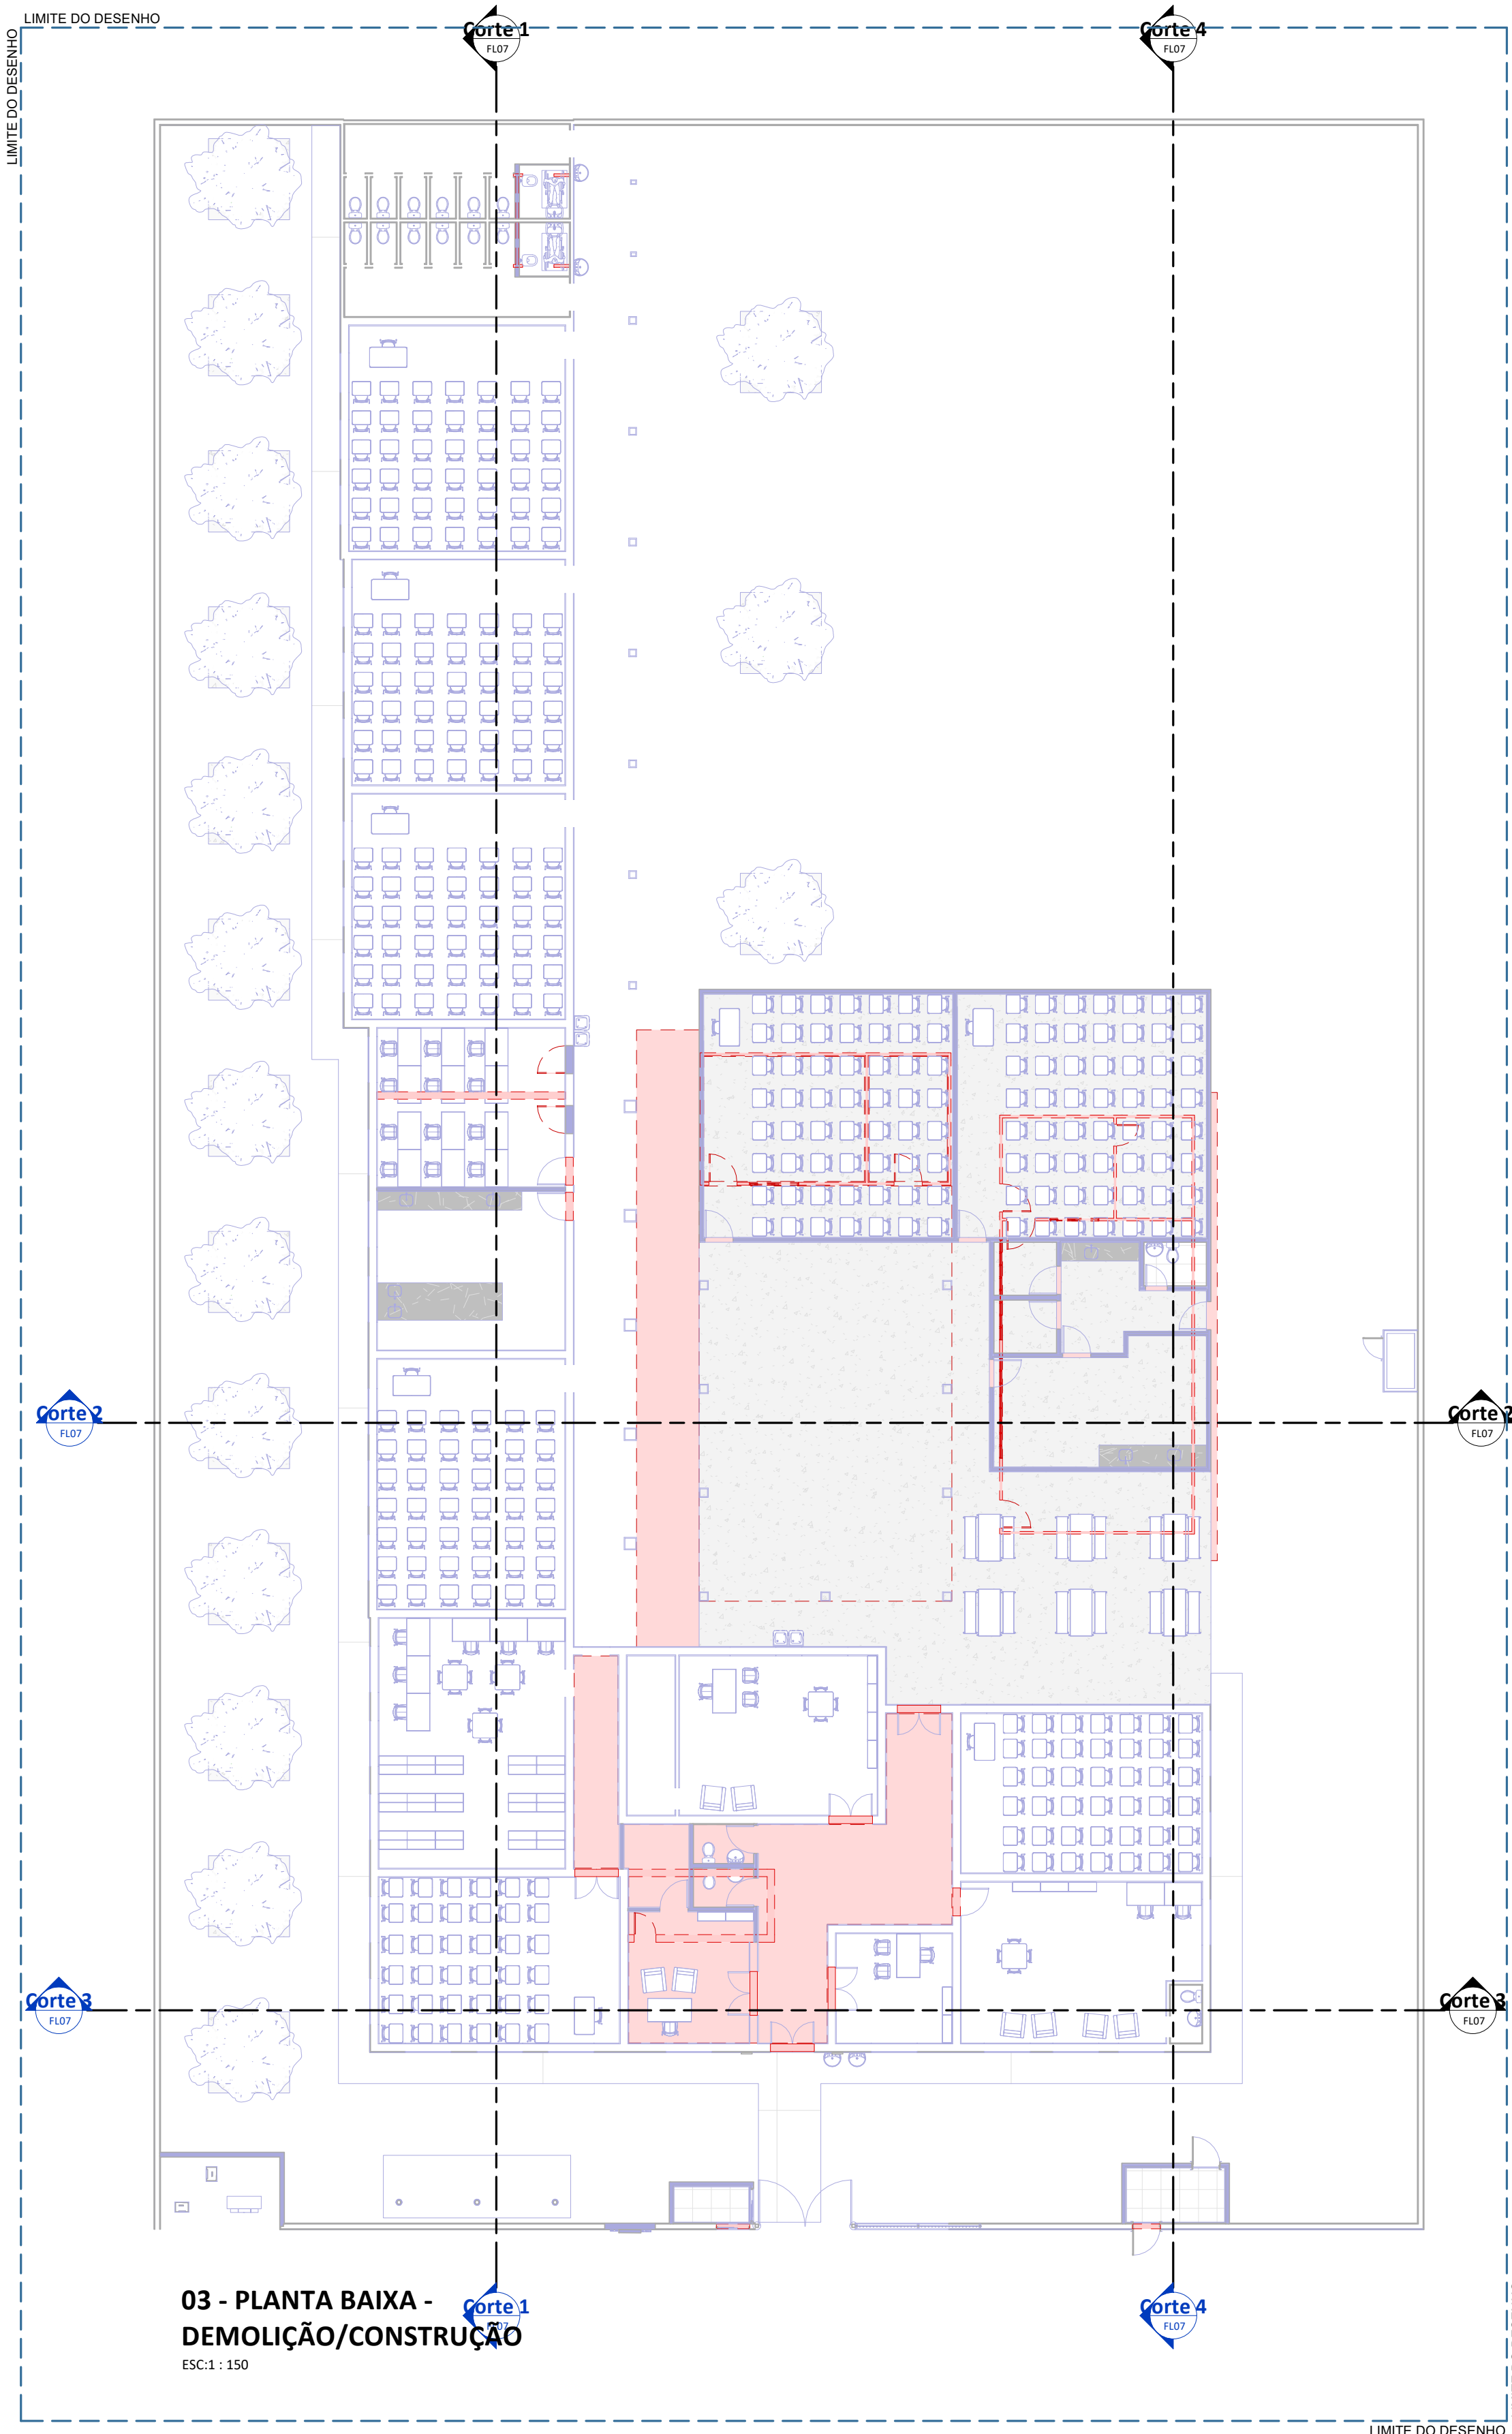 LIMITE DO DESENHO
LIMITE DO DESENHO
Corte 1
FL07
Corte 4
FL07
Corte 2
FL07
Corte 2
FL07
Corte 3
FL07
Corte 3
FL07
03 - PLANTA BAIXA -
DEMOLIÇÃO/CONSTRUÇÃO
ESC:1 : 150
Corte 1
FL07
Corte 4
FL07
LIMITE DO DESENHO